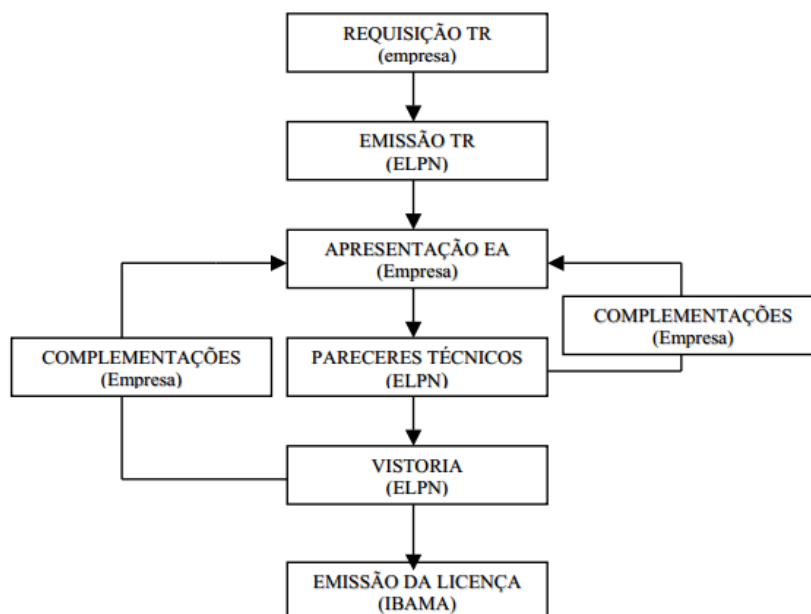 REQUISIÇÃO TR
(empresa)
EMISSÃO TR
(ELPN)
APRESENTAÇÃO EA
(Empresa)
COMPLEMENTAÇÕES
(Empresa)
COMPLEMENTAÇÕES
(Empresa)
PARECERES TÉCNICOS
(ELPN)
VISTORIA
(ELPN)
EMISSÃO DA LICENÇA
(IBAMA)